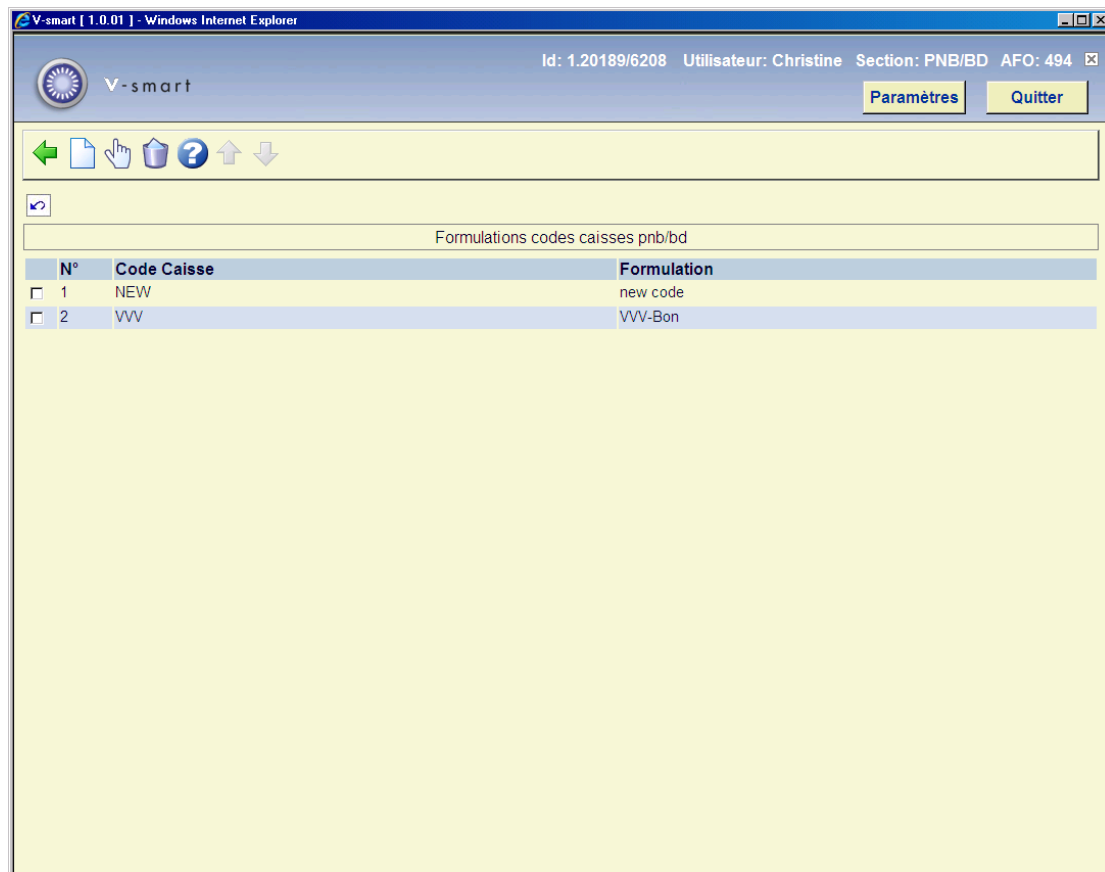 V-smart [ 1.0.01 ] - Windows Internet Explorer
Id: 1.20189/6208 Utilisateur: Christine Section: PNB/BD AFO: 494
V-smart
Paramètres Quitter
Formulations codes caisses pnb/bd
N° Code Caisse Formulation
1 NEW new code
2 VVV VVV-Bon